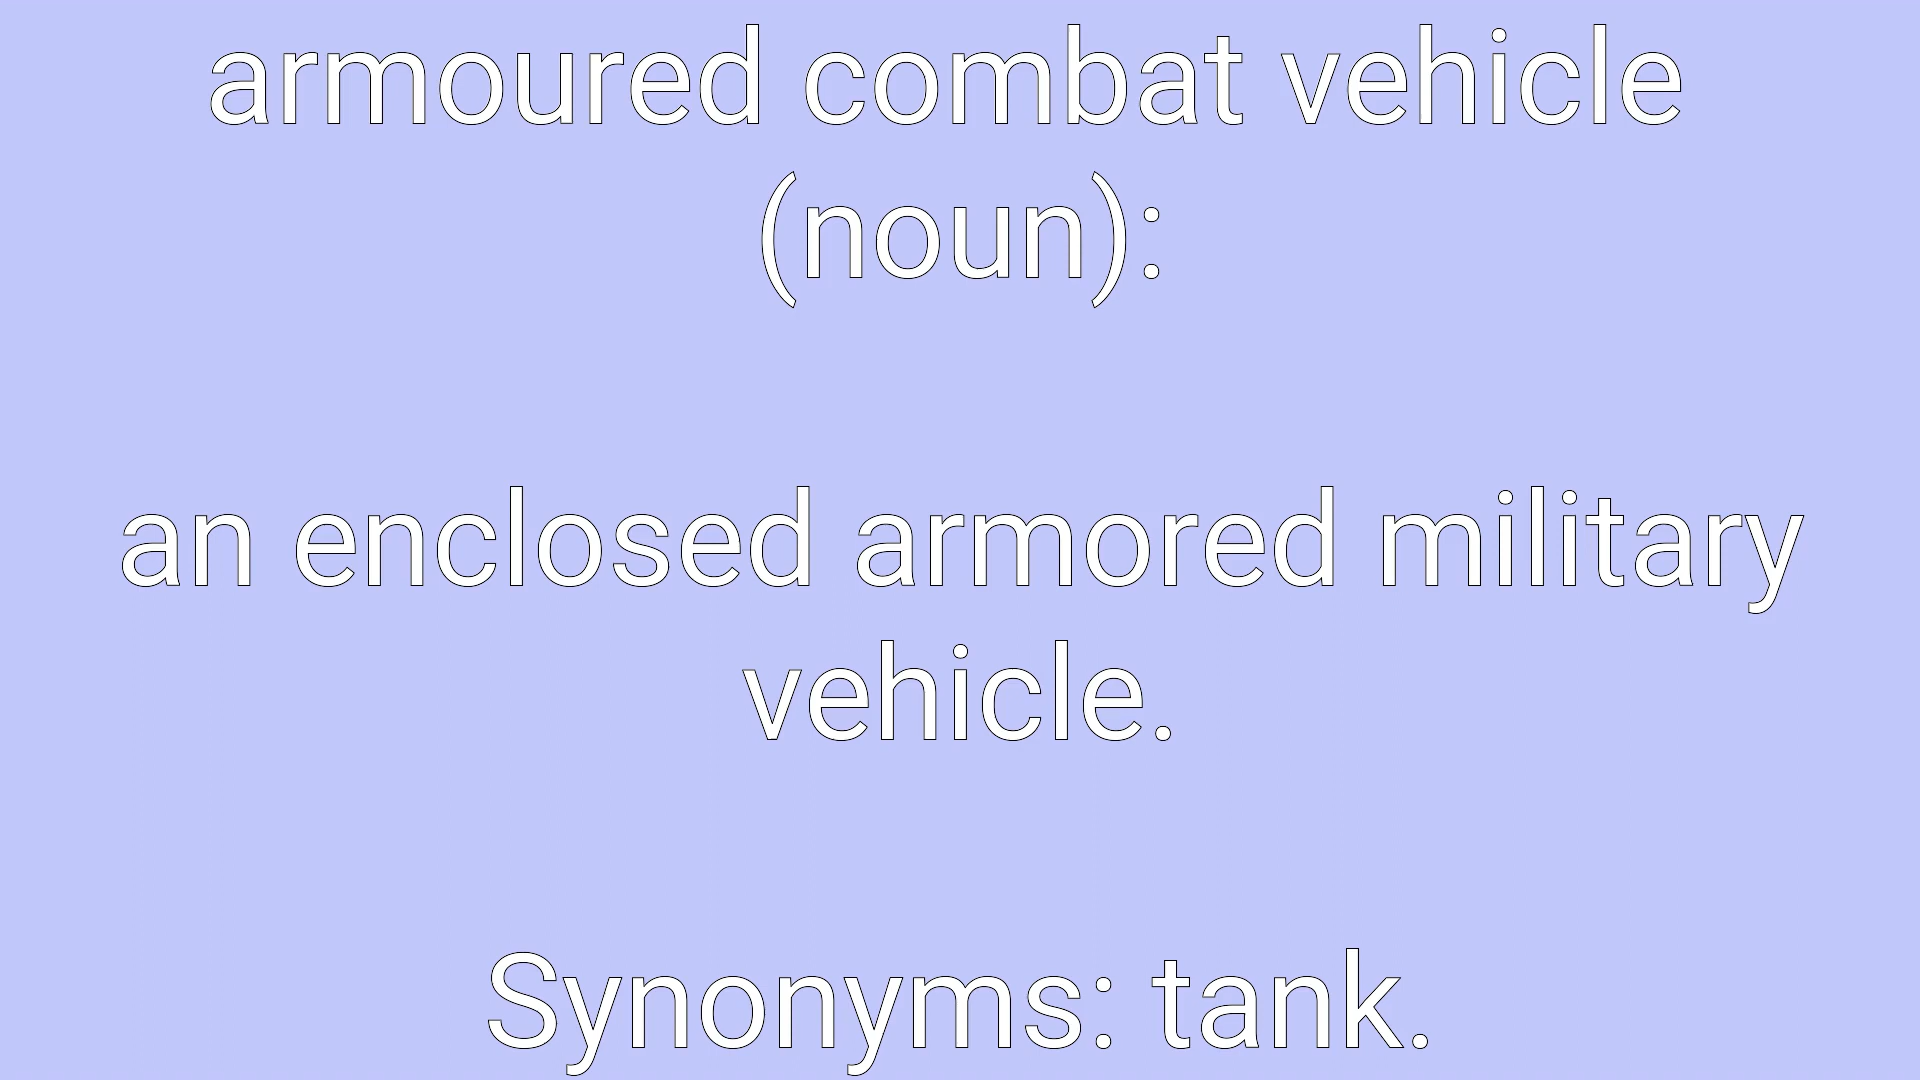 armoured combat vehicle
(noun):
an enclosed armored military
vehicle.
Synonyms: tank.